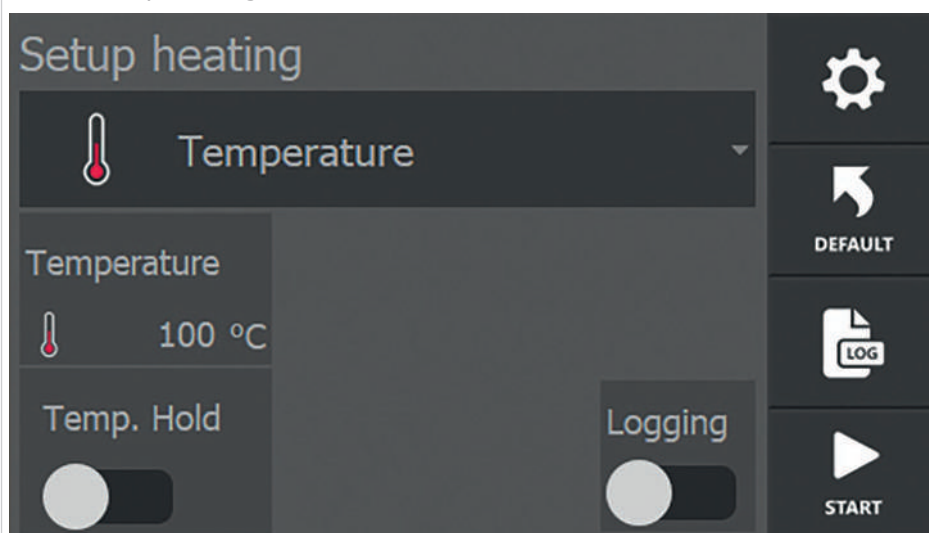 Setup heating
Temperature
Temperature
100 °C
Temp. Hold
Logging
DEFAULT
LOG
START